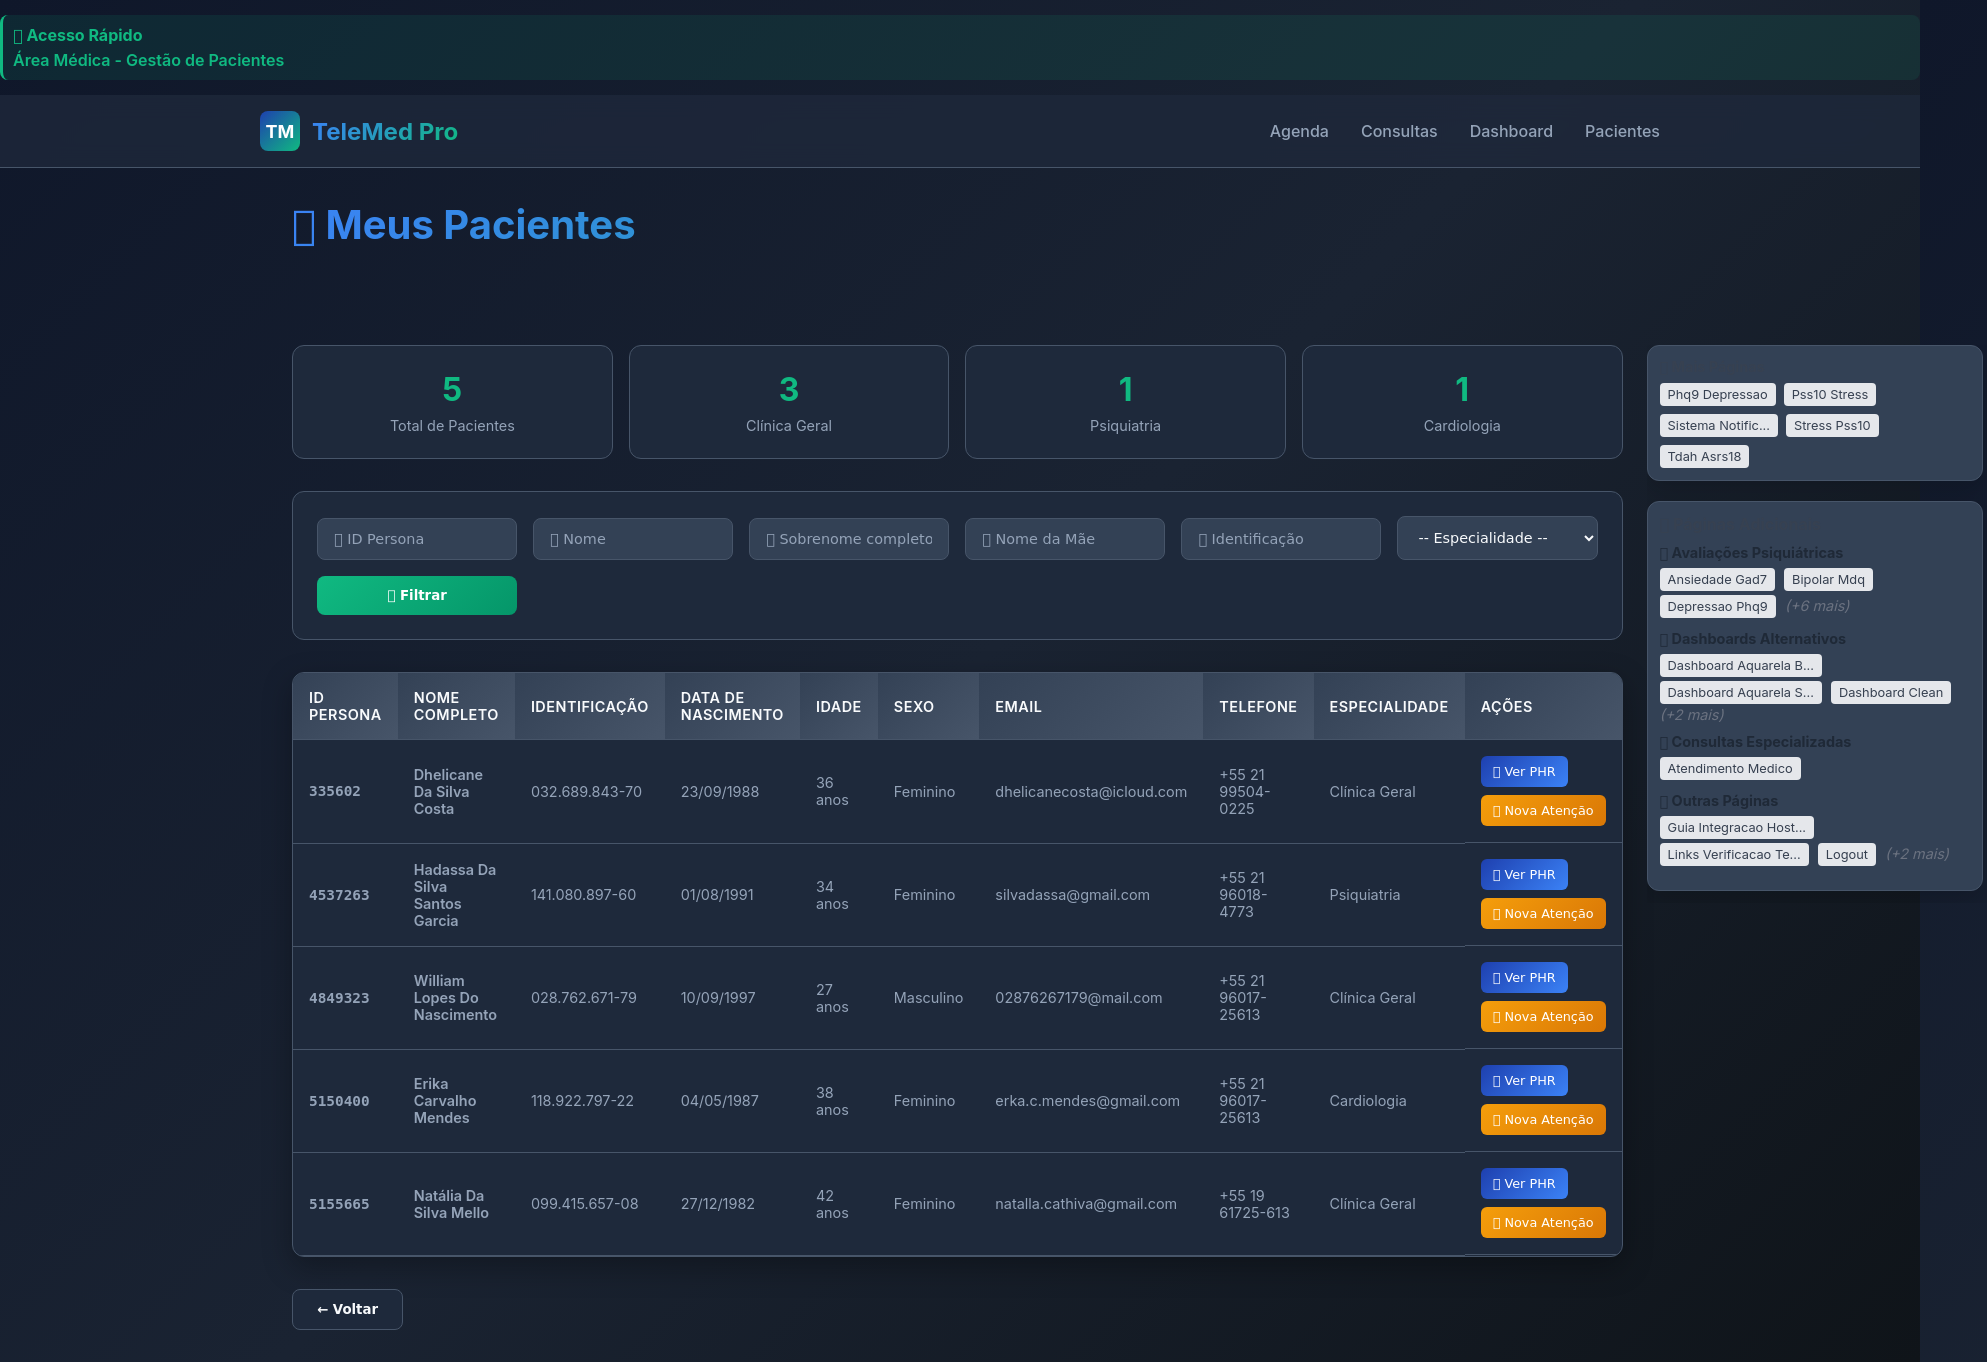 Acesso Rápido
Área Médica - Gestão de Pacientes
TM TeleMed Pro
Agenda Consultas Dashboard Pacientes
Meus Pacientes
5
Total de Pacientes
3
Clínica Geral
1
Psiquiatria
1
Cardiologia
ID Persona
Nome
Sobrenome completo
Nome da Mãe
Identificação
-- Especialidade --
Filtrar
ID PERSONA NOME COMPLETO IDENTIFICAÇÃO DATA DE NASCIMENTO IDADE SEXO EMAIL TELEFONE ESPECIALIDADE AÇÕES
335602 Dhelicane Da Silva Costa 032.689.843-70 23/09/1988 36 anos Feminino dhelicanecosta@icloud.com +55 21 99504-0225 Clínica Geral Ver PHR Nova Atenção
4537263 Hadassa Da Silva Santos Garcia 141.080.897-60 01/08/1991 34 anos Feminino silvadassa@gmail.com +55 21 96018-4773 Psiquiatria Ver PHR Nova Atenção
4849323 William Lopes Do Nascimento 028.762.671-79 10/09/1997 27 anos Masculino 02876267179@mail.com +55 21 96017-25613 Clínica Geral Ver PHR Nova Atenção
5150400 Erika Carvalho Mendes 118.922.797-22 04/05/1987 38 anos Feminino erka.c.mendes@gmail.com +55 21 96017-25613 Cardiologia Ver PHR Nova Atenção
5155665 Natália Da Silva Mello 099.415.657-08 27/12/1982 42 anos Feminino natalla.cathiva@gmail.com +55 19 61725-613 Clínica Geral Ver PHR Nova Atenção
← Voltar
Phq9 Depressao Pss10 Stress
Sistema Notific... Stress Pss10
Tdah Asrs18
Avaliações Psiquiátricas
Ansiedade Gad7 Bipolar Mdq
Depressao Phq9 (+6 mais)
Dashboards Alternativos
Dashboard Aquarela B...
Dashboard Aquarela S... Dashboard Clean
(+2 mais)
Consultas Especializadas
Atendimento Medico
Outras Páginas
Guia Integracao Host...
Links Verificacao Te... Logout (+2 mais)